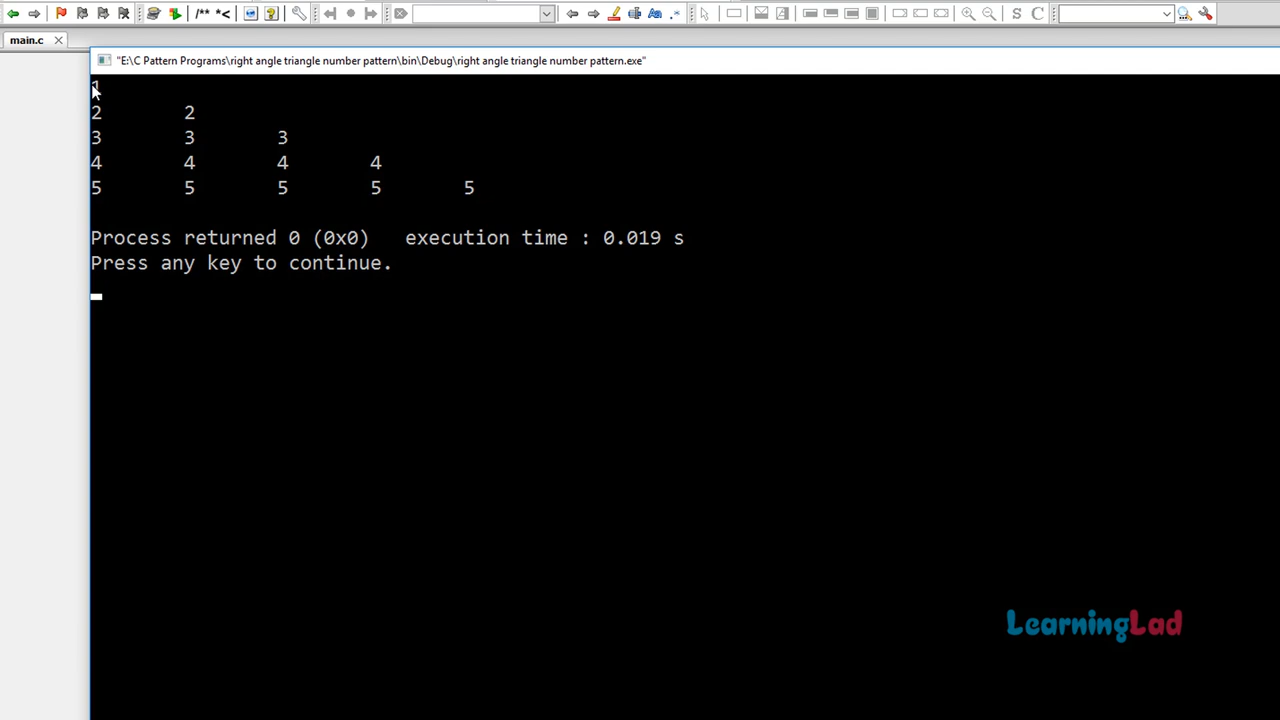 main.c
"E:\C Pattern Programs\right angle triangle number pattern\bin\Debug\right angle triangle number pattern.exe"
1
2 2
3 3 3
4 4 4 4
5 5 5 5 5
Process returned 0 (0x0) execution time : 0.019 s
Press any key to continue.
LearningLad